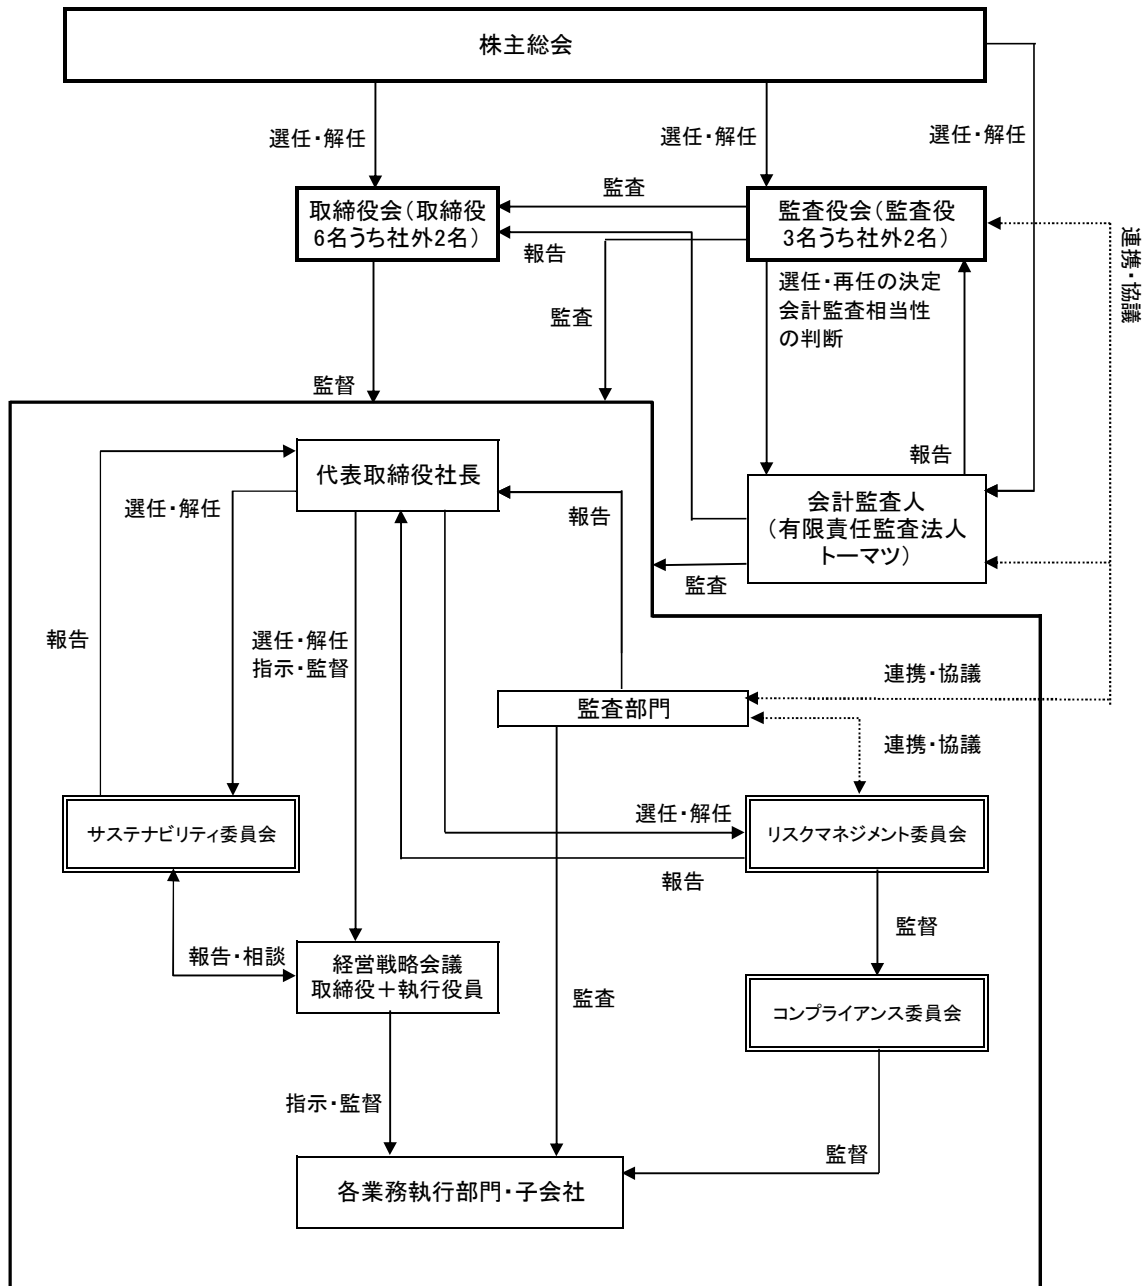 株主総会
選任・解任
選任・解任
選任・解任
取締役会（取締役
6名うち社外2名）
監査
監査役会（監査役
3名うち社外2名）
報告
連携・協議
監査
選任・再任の決定
会計監査相当性
の判断
監督
報告
代表取締役社長
選任・解任
報告
会計監査人
（有限責任監査法人
トーマツ）
監査
報告
選任・解任
指示・監督
連携・協議
監査部門
連携・協議
サステナビリティ委員会
選任・解任
リスクマネジメント委員会
報告
監督
報告・相談
経営戦略会議
取締役＋執行役員
監査
コンプライアンス委員会
指示・監督
監督
各業務執行部門・子会社